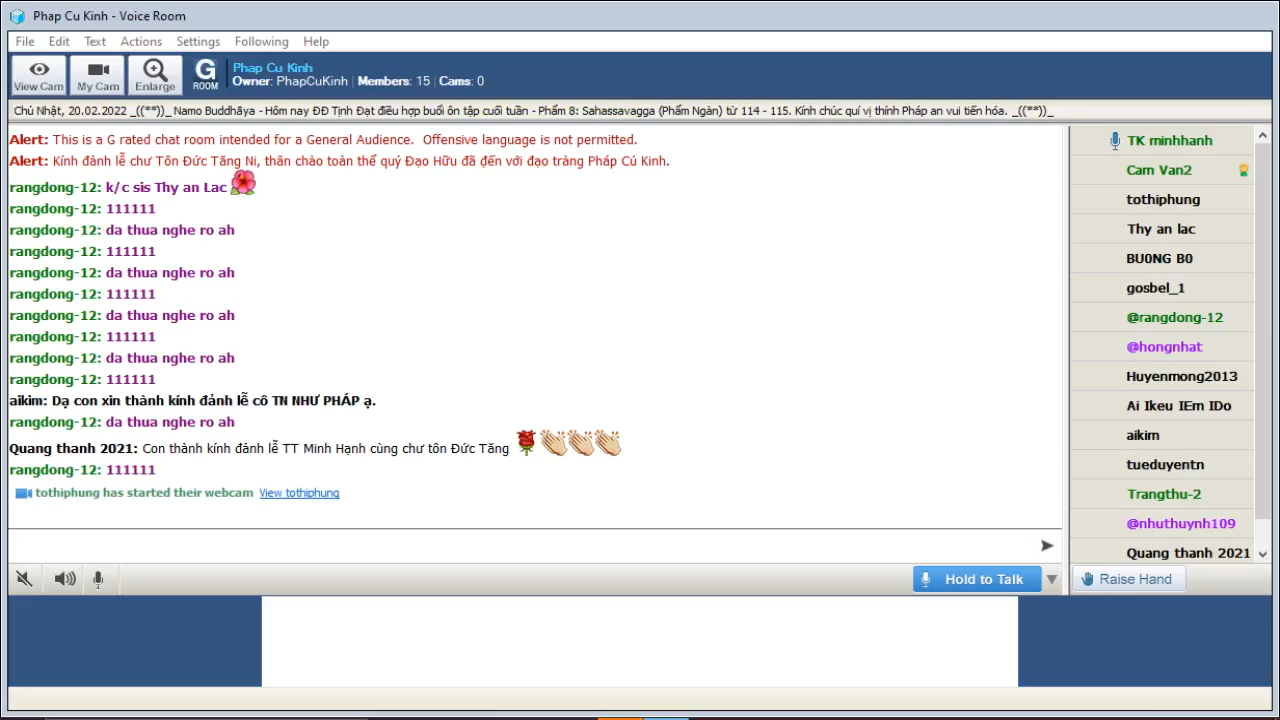 Phap Cu Kinh - Voice Room
File Edit Text Actions Settings Following Help
View Cam
My Cam
Enlarge
G
ROOM
Phap Cu Kinh
Owner: PhapCuKinh | Members: 15 | Cams: 0
Chủ Nhật, 20.02.2022 _((**))_ Namo Buddhāya - Hôm nay ĐĐ Tịnh Đạt điều hợp buổi ôn tập cuối tuần - Phẩm 8: Sahassavagga (Phẩm Ngàn) từ 114 - 115. Kính chúc quí vị thính Pháp an vui tiến hóa. _((**))_
Alert: This is a G rated chat room intended for a General Audience. Offensive language is not permitted.
Alert: Kính đảnh lễ chư Tôn Đức Tăng Ni, thân chào toàn thể quý Đạo Hữu đã đến với đạo tràng Pháp Cú Kinh.
rangdong-12: k/c sis Thy an Lac
rangdong-12: 111111
rangdong-12: da thua nghe ro ah
rangdong-12: 111111
rangdong-12: da thua nghe ro ah
rangdong-12: 111111
rangdong-12: da thua nghe ro ah
rangdong-12: 111111
rangdong-12: da thua nghe ro ah
rangdong-12: 111111
aikim: Dạ con xin thành kính đảnh lễ cô TN NHƯ PHÁP ạ.
rangdong-12: da thua nghe ro ah
Quang thanh 2021: Con thành kính đảnh lễ TT Minh Hạnh cùng chư tôn Đức Tăng
rangdong-12: 111111
tothiphung has started their webcam View tothiphung
Hold to Talk
TK minhhanh
Cam Van2
tothiphung
Thy an lac
BU0NG B0
gosbel_1
@rangdong-12
@hongnhat
Huyenmong2013
Ai Ikeu IEm IDo
aikim
tueduyentn
Trangthu-2
@nhuthuynh109
Quang thanh 2021
Raise Hand